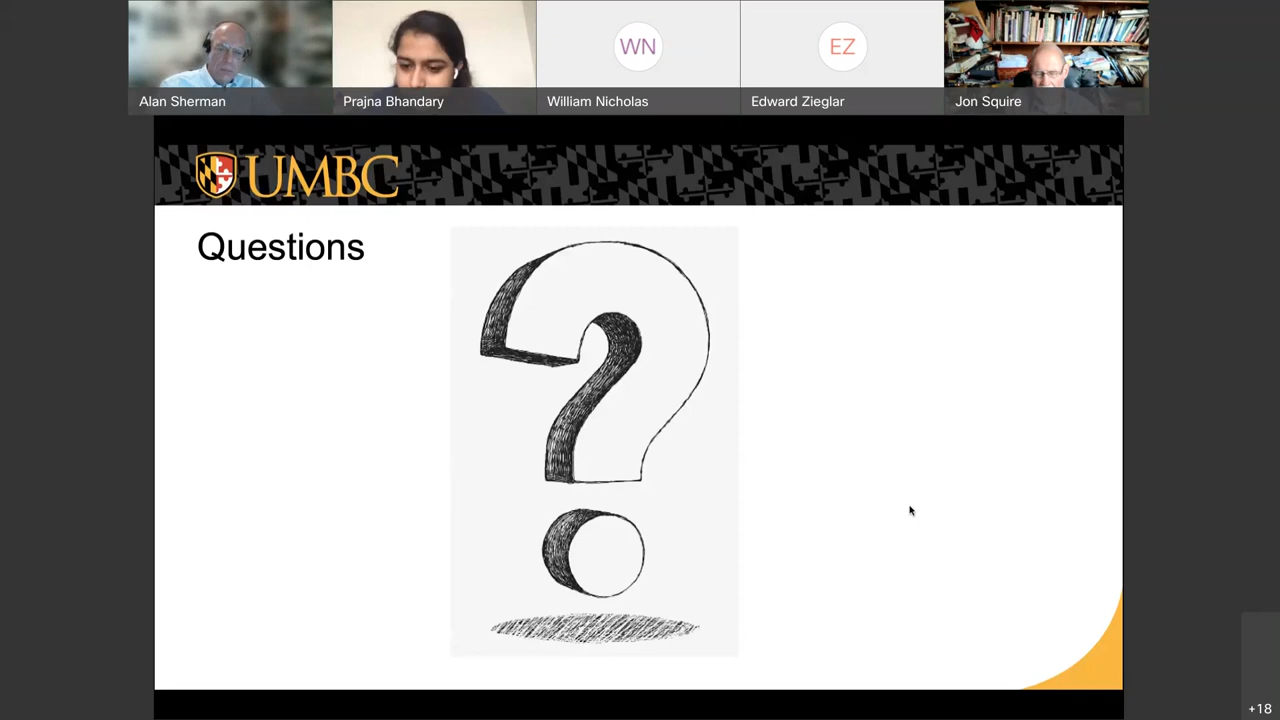 WN
EZ
Alan Sherman
Prajna Bhandary
William Nicholas
Edward Zieglar
Jon Squire
UMBC
Questions
?
+18